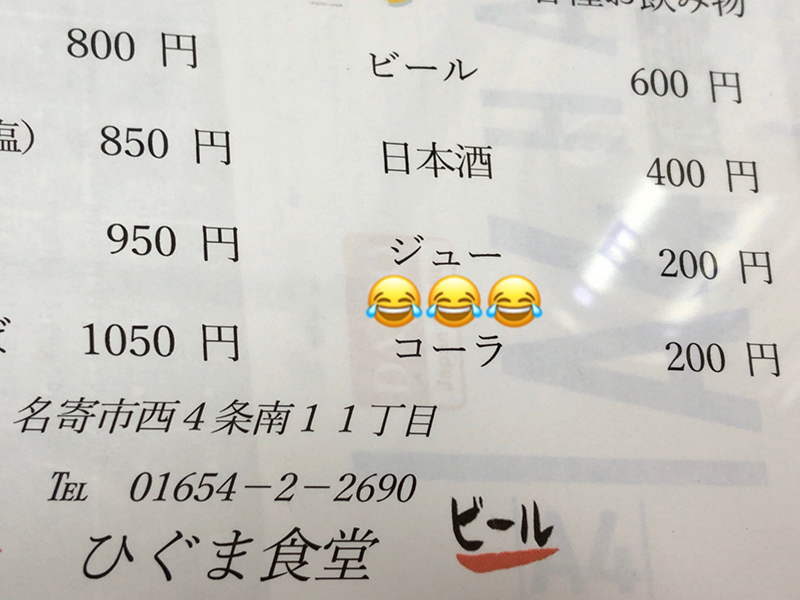 800 円
850 円
950 円
1050 円
ビール 600 円
日本酒 400 円
ジュー 200 円
コーラ 200 円
名寄市西4条南11丁目
TEL 01654-2-2690
ひぐま食堂
ビール